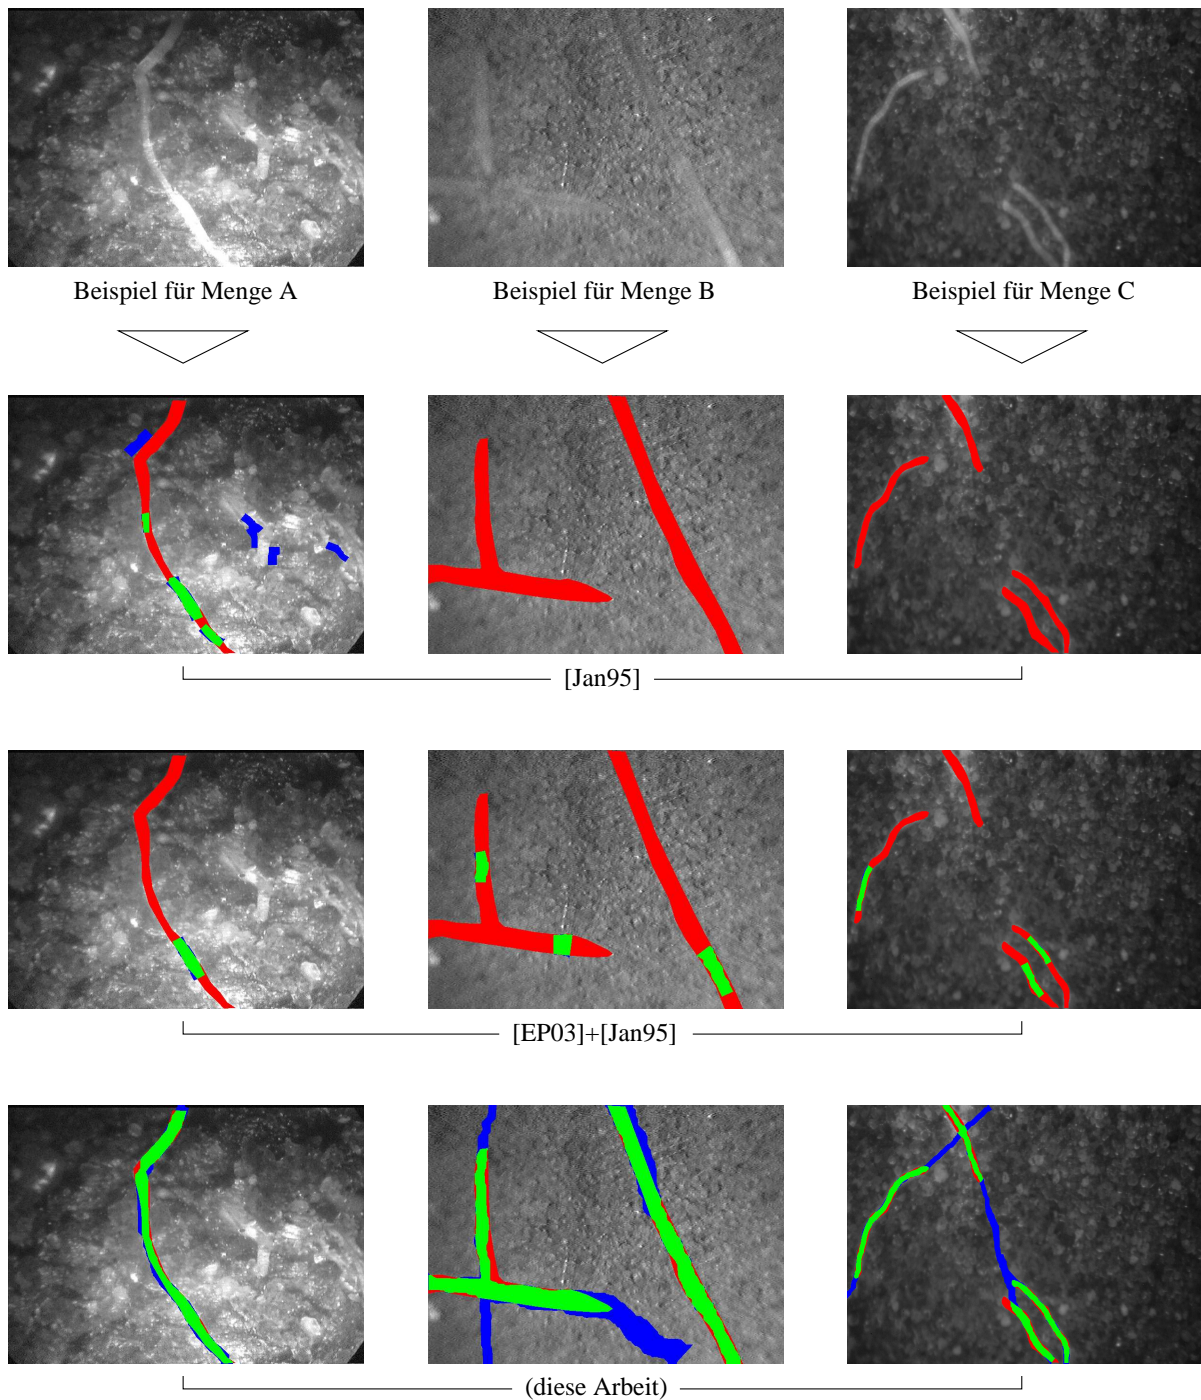 Beispiel für Menge A
Beispiel für Menge B
Beispiel für Menge C
[Jan95]
[EP03]+[Jan95]
(diese Arbeit)